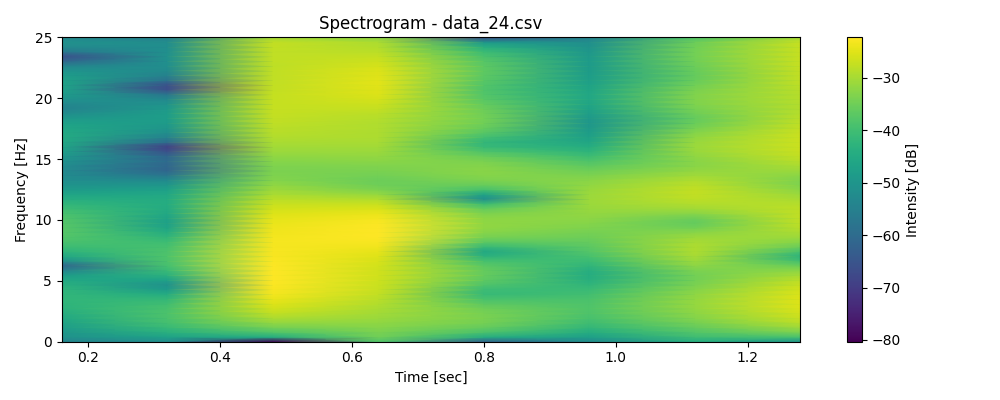 Spectrogram - data_24.csv
Frequency [Hz]
25
20
15
10
5
0
0.2 0.4 0.6 0.8 1.0 1.2
Time [sec]
−30
−40
−50
−60
−70
−80
Intensity [dB]